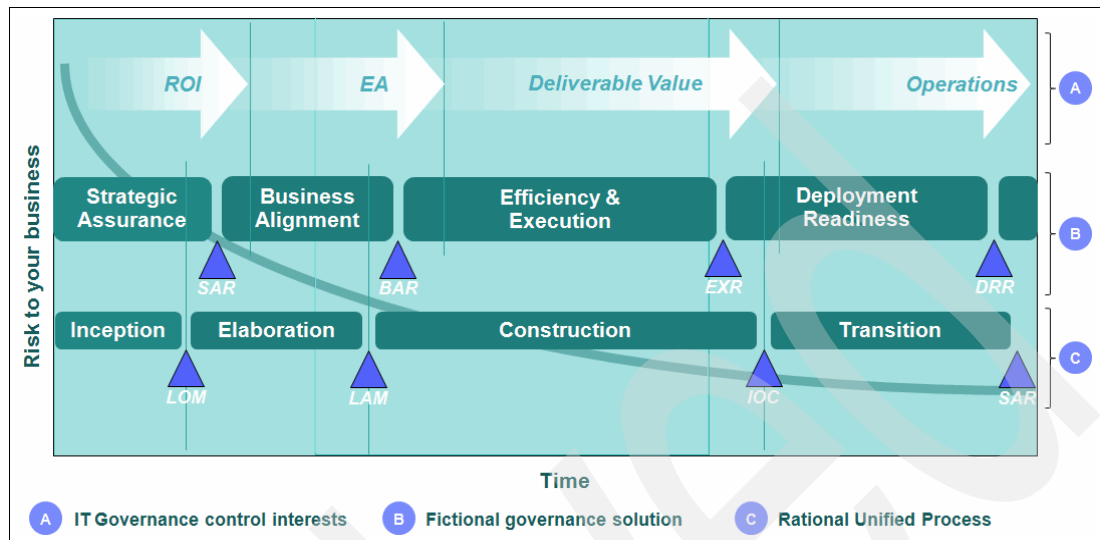 ROI
EA
Deliverable Value
Operations
A
Strategic
Assurance
Business
Alignment
Efficiency &
Execution
Deployment
Readiness
B
SAR
BAR
EXR
DRR
Inception
Elaboration
Construction
Transition
C
LOM
LAM
IOC
SAR
Risk to your business
Time
A IT Governance control interests
B Fictional governance solution
C Rational Unified Process